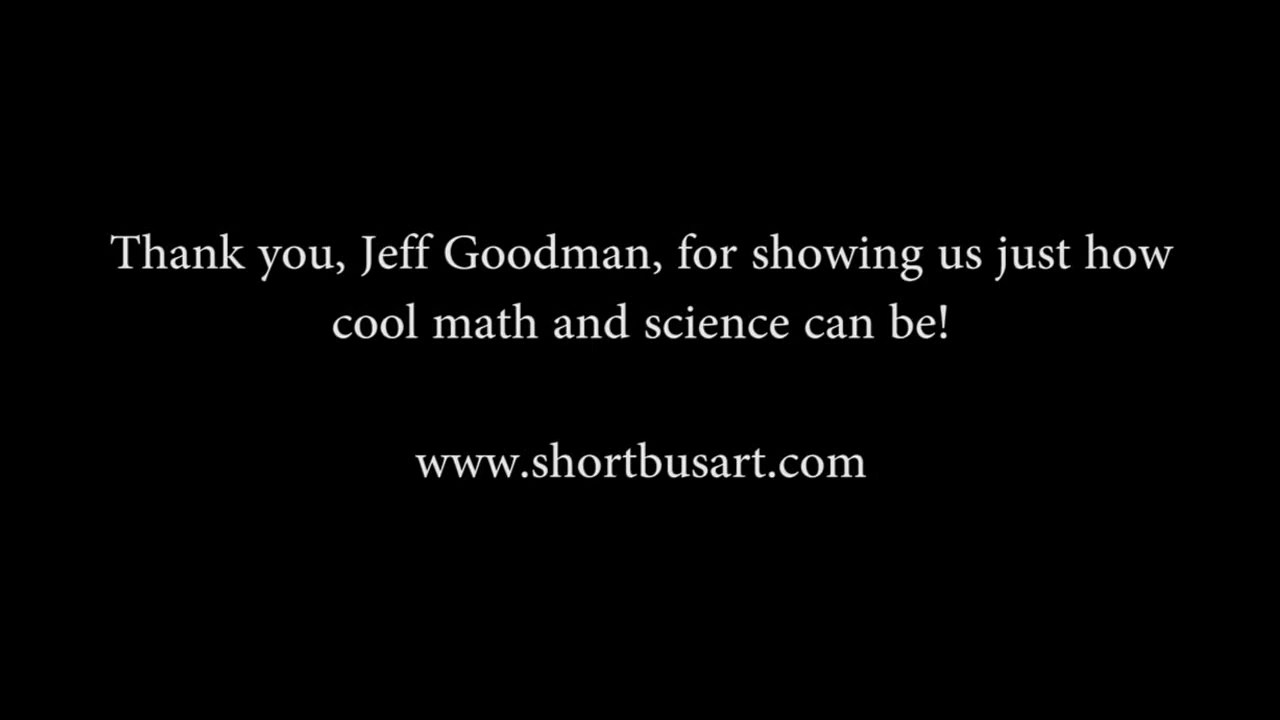 Thank you, Jeff Goodman, for showing us just how
cool math and science can be!
www.shortbusart.com